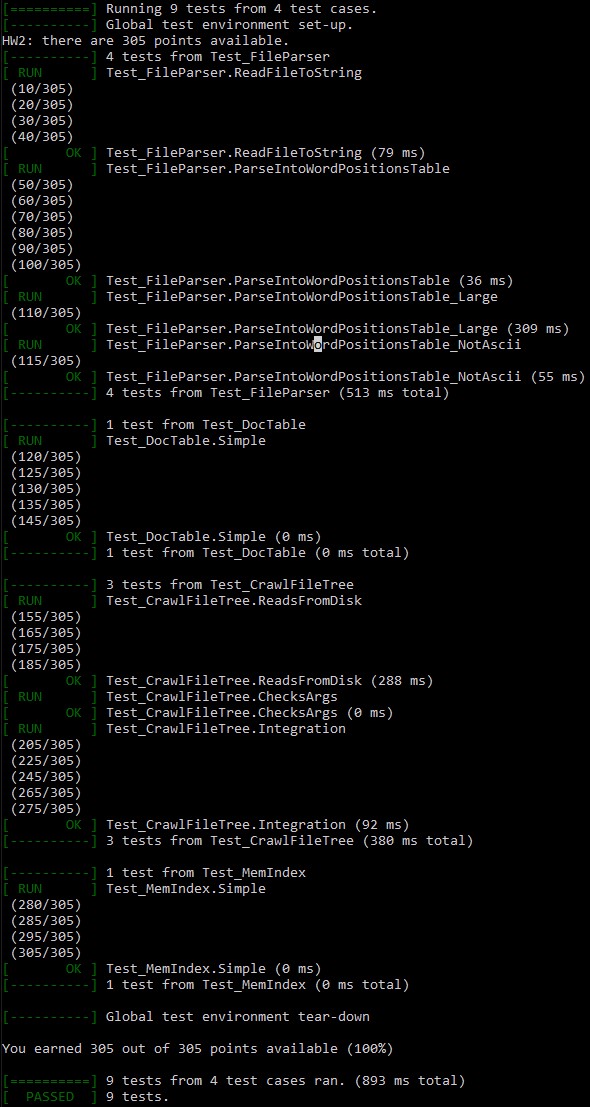 [==========] Running 9 tests from 4 test cases.
[----------] Global test environment set-up.
HW2: there are 305 points available.
[----------] 4 tests from Test_FileParser
[ RUN      ] Test_FileParser.ReadFileToString
 (10/305)
 (20/305)
 (30/305)
 (40/305)
[       OK ] Test_FileParser.ReadFileToString (79 ms)
[ RUN      ] Test_FileParser.ParseIntoWordPositionsTable
 (50/305)
 (60/305)
 (70/305)
 (80/305)
 (90/305)
 (100/305)
[       OK ] Test_FileParser.ParseIntoWordPositionsTable (36 ms)
[ RUN      ] Test_FileParser.ParseIntoWordPositionsTable_Large
 (110/305)
[       OK ] Test_FileParser.ParseIntoWordPositionsTable_Large (309 ms)
[ RUN      ] Test_FileParser.ParseIntoWordPositionsTable_NotAscii
 (115/305)
[       OK ] Test_FileParser.ParseIntoWordPositionsTable_NotAscii (55 ms)
[----------] 4 tests from Test_FileParser (513 ms total)

[----------] 1 test from Test_DocTable
[ RUN      ] Test_DocTable.Simple
 (120/305)
 (125/305)
 (130/305)
 (135/305)
 (145/305)
[       OK ] Test_DocTable.Simple (0 ms)
[----------] 1 test from Test_DocTable (0 ms total)

[----------] 3 tests from Test_CrawlFileTree
[ RUN      ] Test_CrawlFileTree.ReadsFromDisk
 (155/305)
 (165/305)
 (175/305)
 (185/305)
[       OK ] Test_CrawlFileTree.ReadsFromDisk (288 ms)
[ RUN      ] Test_CrawlFileTree.ChecksArgs
[       OK ] Test_CrawlFileTree.ChecksArgs (0 ms)
[ RUN      ] Test_CrawlFileTree.Integration
 (205/305)
 (225/305)
 (245/305)
 (265/305)
 (275/305)
[       OK ] Test_CrawlFileTree.Integration (92 ms)
[----------] 3 tests from Test_CrawlFileTree (380 ms total)

[----------] 1 test from Test_MemIndex
[ RUN      ] Test_MemIndex.Simple
 (280/305)
 (285/305)
 (295/305)
 (305/305)
[       OK ] Test_MemIndex.Simple (0 ms)
[----------] 1 test from Test_MemIndex (0 ms total)

[----------] Global test environment tear-down

You earned 305 out of 305 points available (100%)

[==========] 9 tests from 4 test cases ran. (893 ms total)
[  PASSED  ] 9 tests.